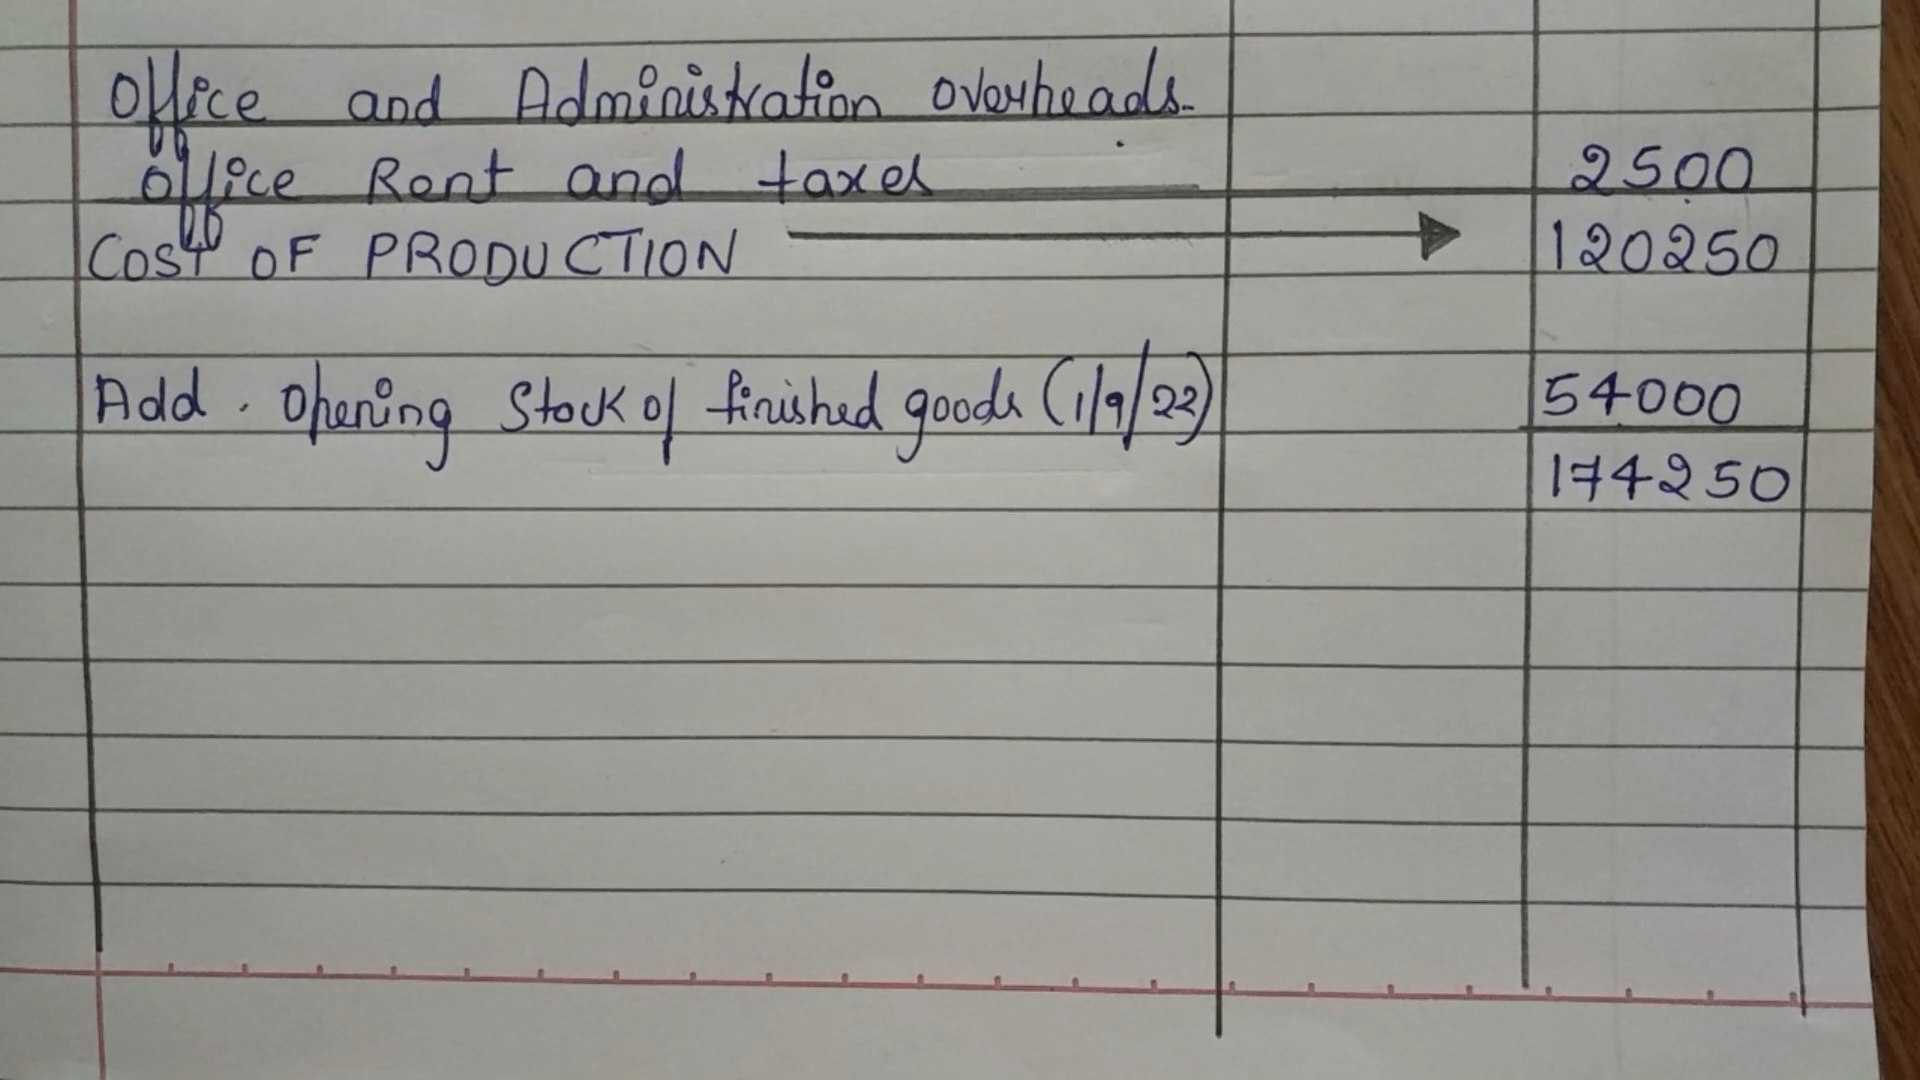 Office and Administration overheads.
Office Rent and taxes 2500
COST OF PRODUCTION 120250
Add . Opening Stock of finished goods (1/9/22) 54000
174250